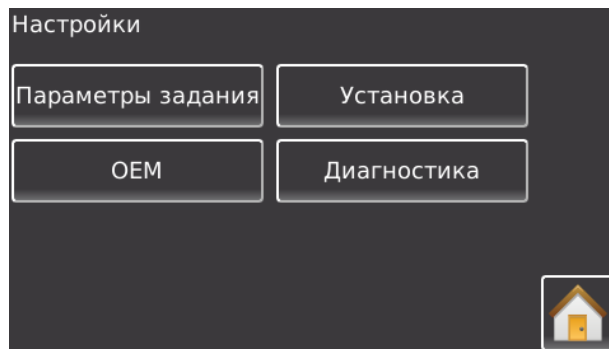 Настройки
Параметры задания
Установка
OEM
Диагностика